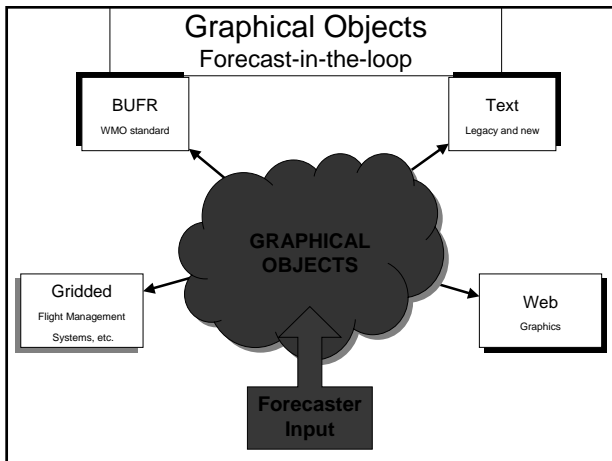 Graphical Objects
Forecast-in-the-loop
BUFR
WMO standard
Text
Legacy and new
GRAPHICAL
OBJECTS
Gridded
Flight Management
Systems, etc.
Web
Graphics
Forecaster
Input